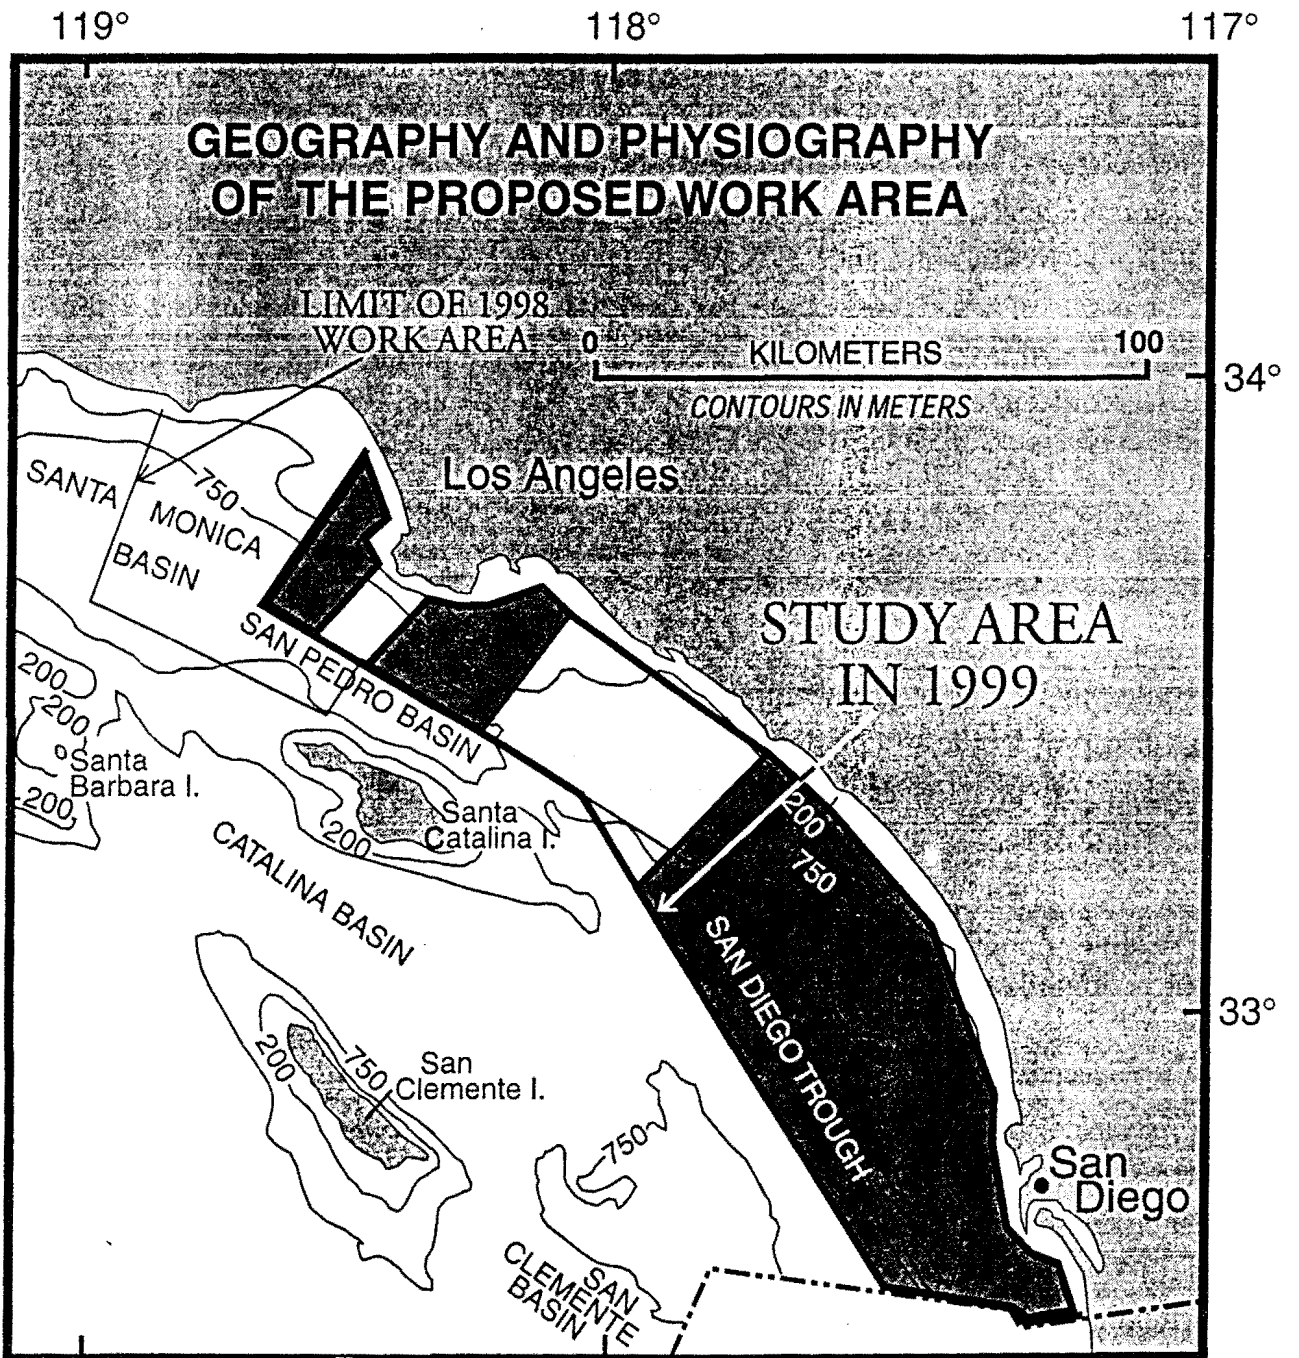 119° 118° 117°
GEOGRAPHY AND PHYSIOGRAPHY
OF THE PROPOSED WORK AREA
LIMIT OF 1998
WORK AREA
0 KILOMETERS 100
CONTOURS IN METERS
34°
Los Angeles
750
SANTA MONICA
BASIN
STUDY AREA
IN 1999
SAN PEDRO BASIN
200
200
Santa
Barbara I.
200
Santa
Catalina I.
200
200
750
CATALINA BASIN
SAN DIEGO TROUGH
33°
750
200
San
Clemente I.
750
San
Diego
SAN
CLEMENTE
BASIN